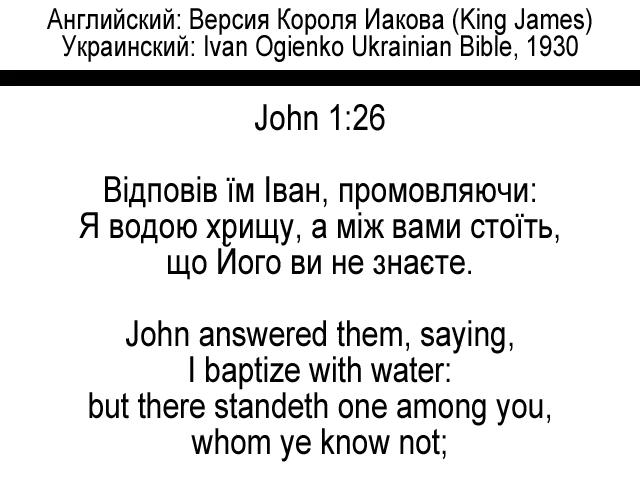 Английский: Версия Короля Иакова (King James)
Украинский: Ivan Ogienko Ukrainian Bible, 1930
John 1:26
Відповів їм Іван, промовляючи:
Я водою хрищу, а між вами стоїть,
що Його ви не знаєте.
John answered them, saying,
I baptize with water:
but there standeth one among you,
whom ye know not;